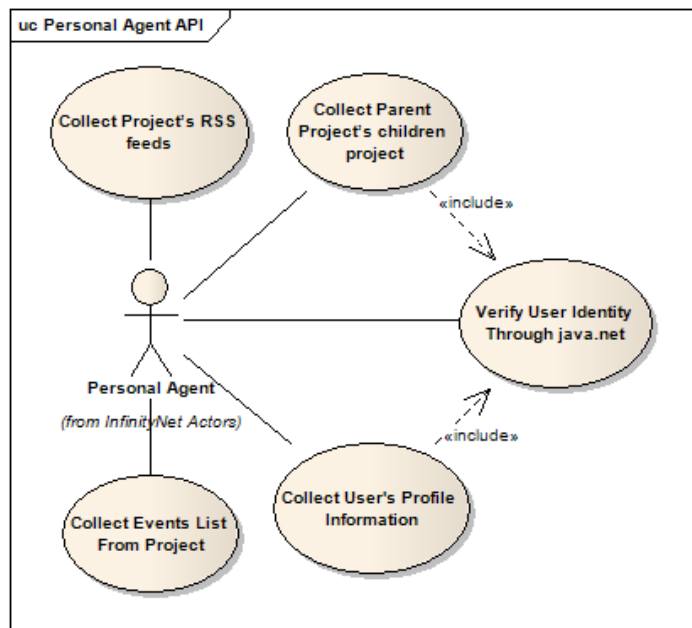 uc Personal Agent API
Collect Project's RSS
feeds
Collect Parent
Project's children
project
«include»
Verify User Identity
Through java.net
Personal Agent
(from InfinityNet Actors)
«include»
Collect User's Profile
Information
Collect Events List
From Project